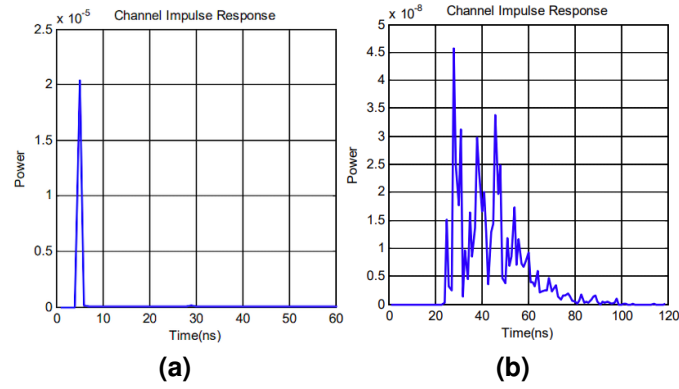 x 10⁻⁵ Channel Impulse Response
2.5
2
1.5
1
0.5
0
Power
0 10 20 30 40 50 60
Time(ns)
(a)
x 10⁻⁸ Channel Impulse Response
5
4.5
4
3.5
3
2.5
2
1.5
1
0.5
0
Power
0 20 40 60 80 100 120
Time(ns)
(b)